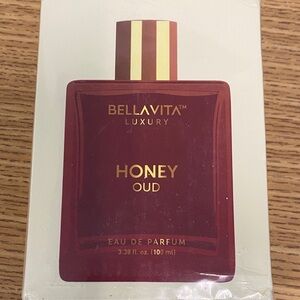 BELLAVITA™
LUXURY
HONEY
OUD
EAU DE PARFUM
3.38 fl. oz. (100 ml)